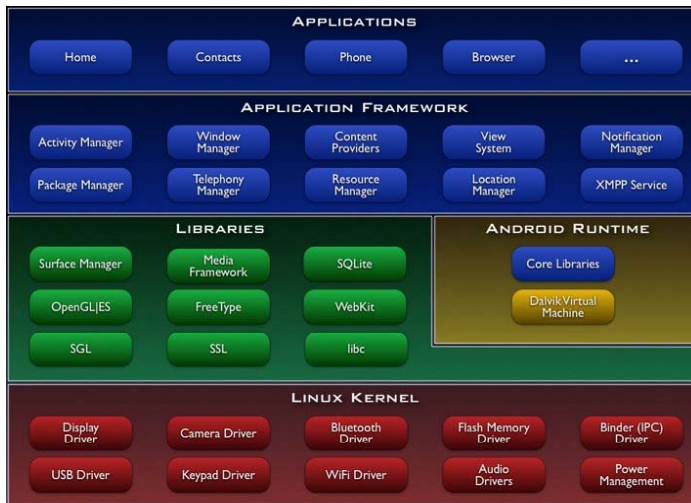 APPLICATIONS
Home
Contacts
Phone
Browser
...
APPLICATION FRAMEWORK
Activity Manager
Window
Manager
Content
Providers
View
System
Notification
Manager
Package Manager
Telephony
Manager
Resource
Manager
Location
Manager
XMPP Service
LIBRARIES
Surface Manager
Media
Framework
SQLite
OpenGL|ES
FreeType
WebKit
SGL
SSL
libc
ANDROID RUNTIME
Core Libraries
Dalvik Virtual
Machine
LINUX KERNEL
Display
Driver
Camera Driver
Bluetooth
Driver
Flash Memory
Driver
Binder (IPC)
Driver
USB Driver
Keypad Driver
WiFi Driver
Audio
Drivers
Power
Management